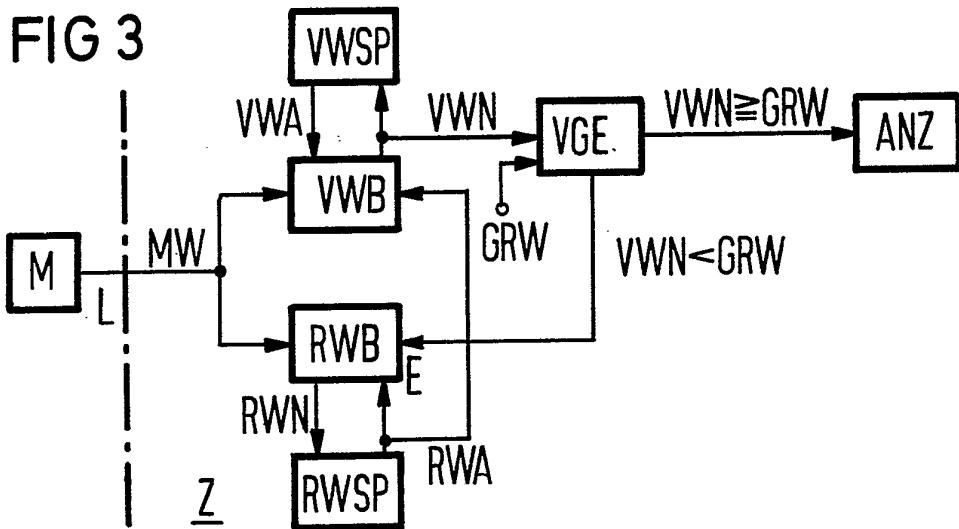 FIG 3
VWSP
VWA
VWN
VGE
VWN≧GRW
ANZ
VWB
GRW
VWN<GRW
M
L
MW
RWB
E
RWN
RWA
RWSP
Z